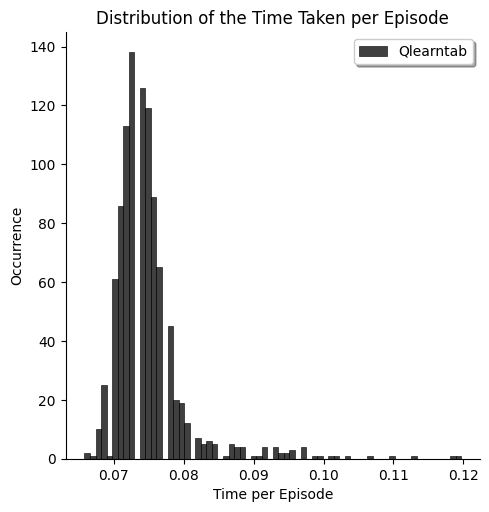 Distribution of the Time Taken per Episode
Qlearntab
Occurrence
140
120
100
80
60
40
20
0
0.07 0.08 0.09 0.10 0.11 0.12
Time per Episode